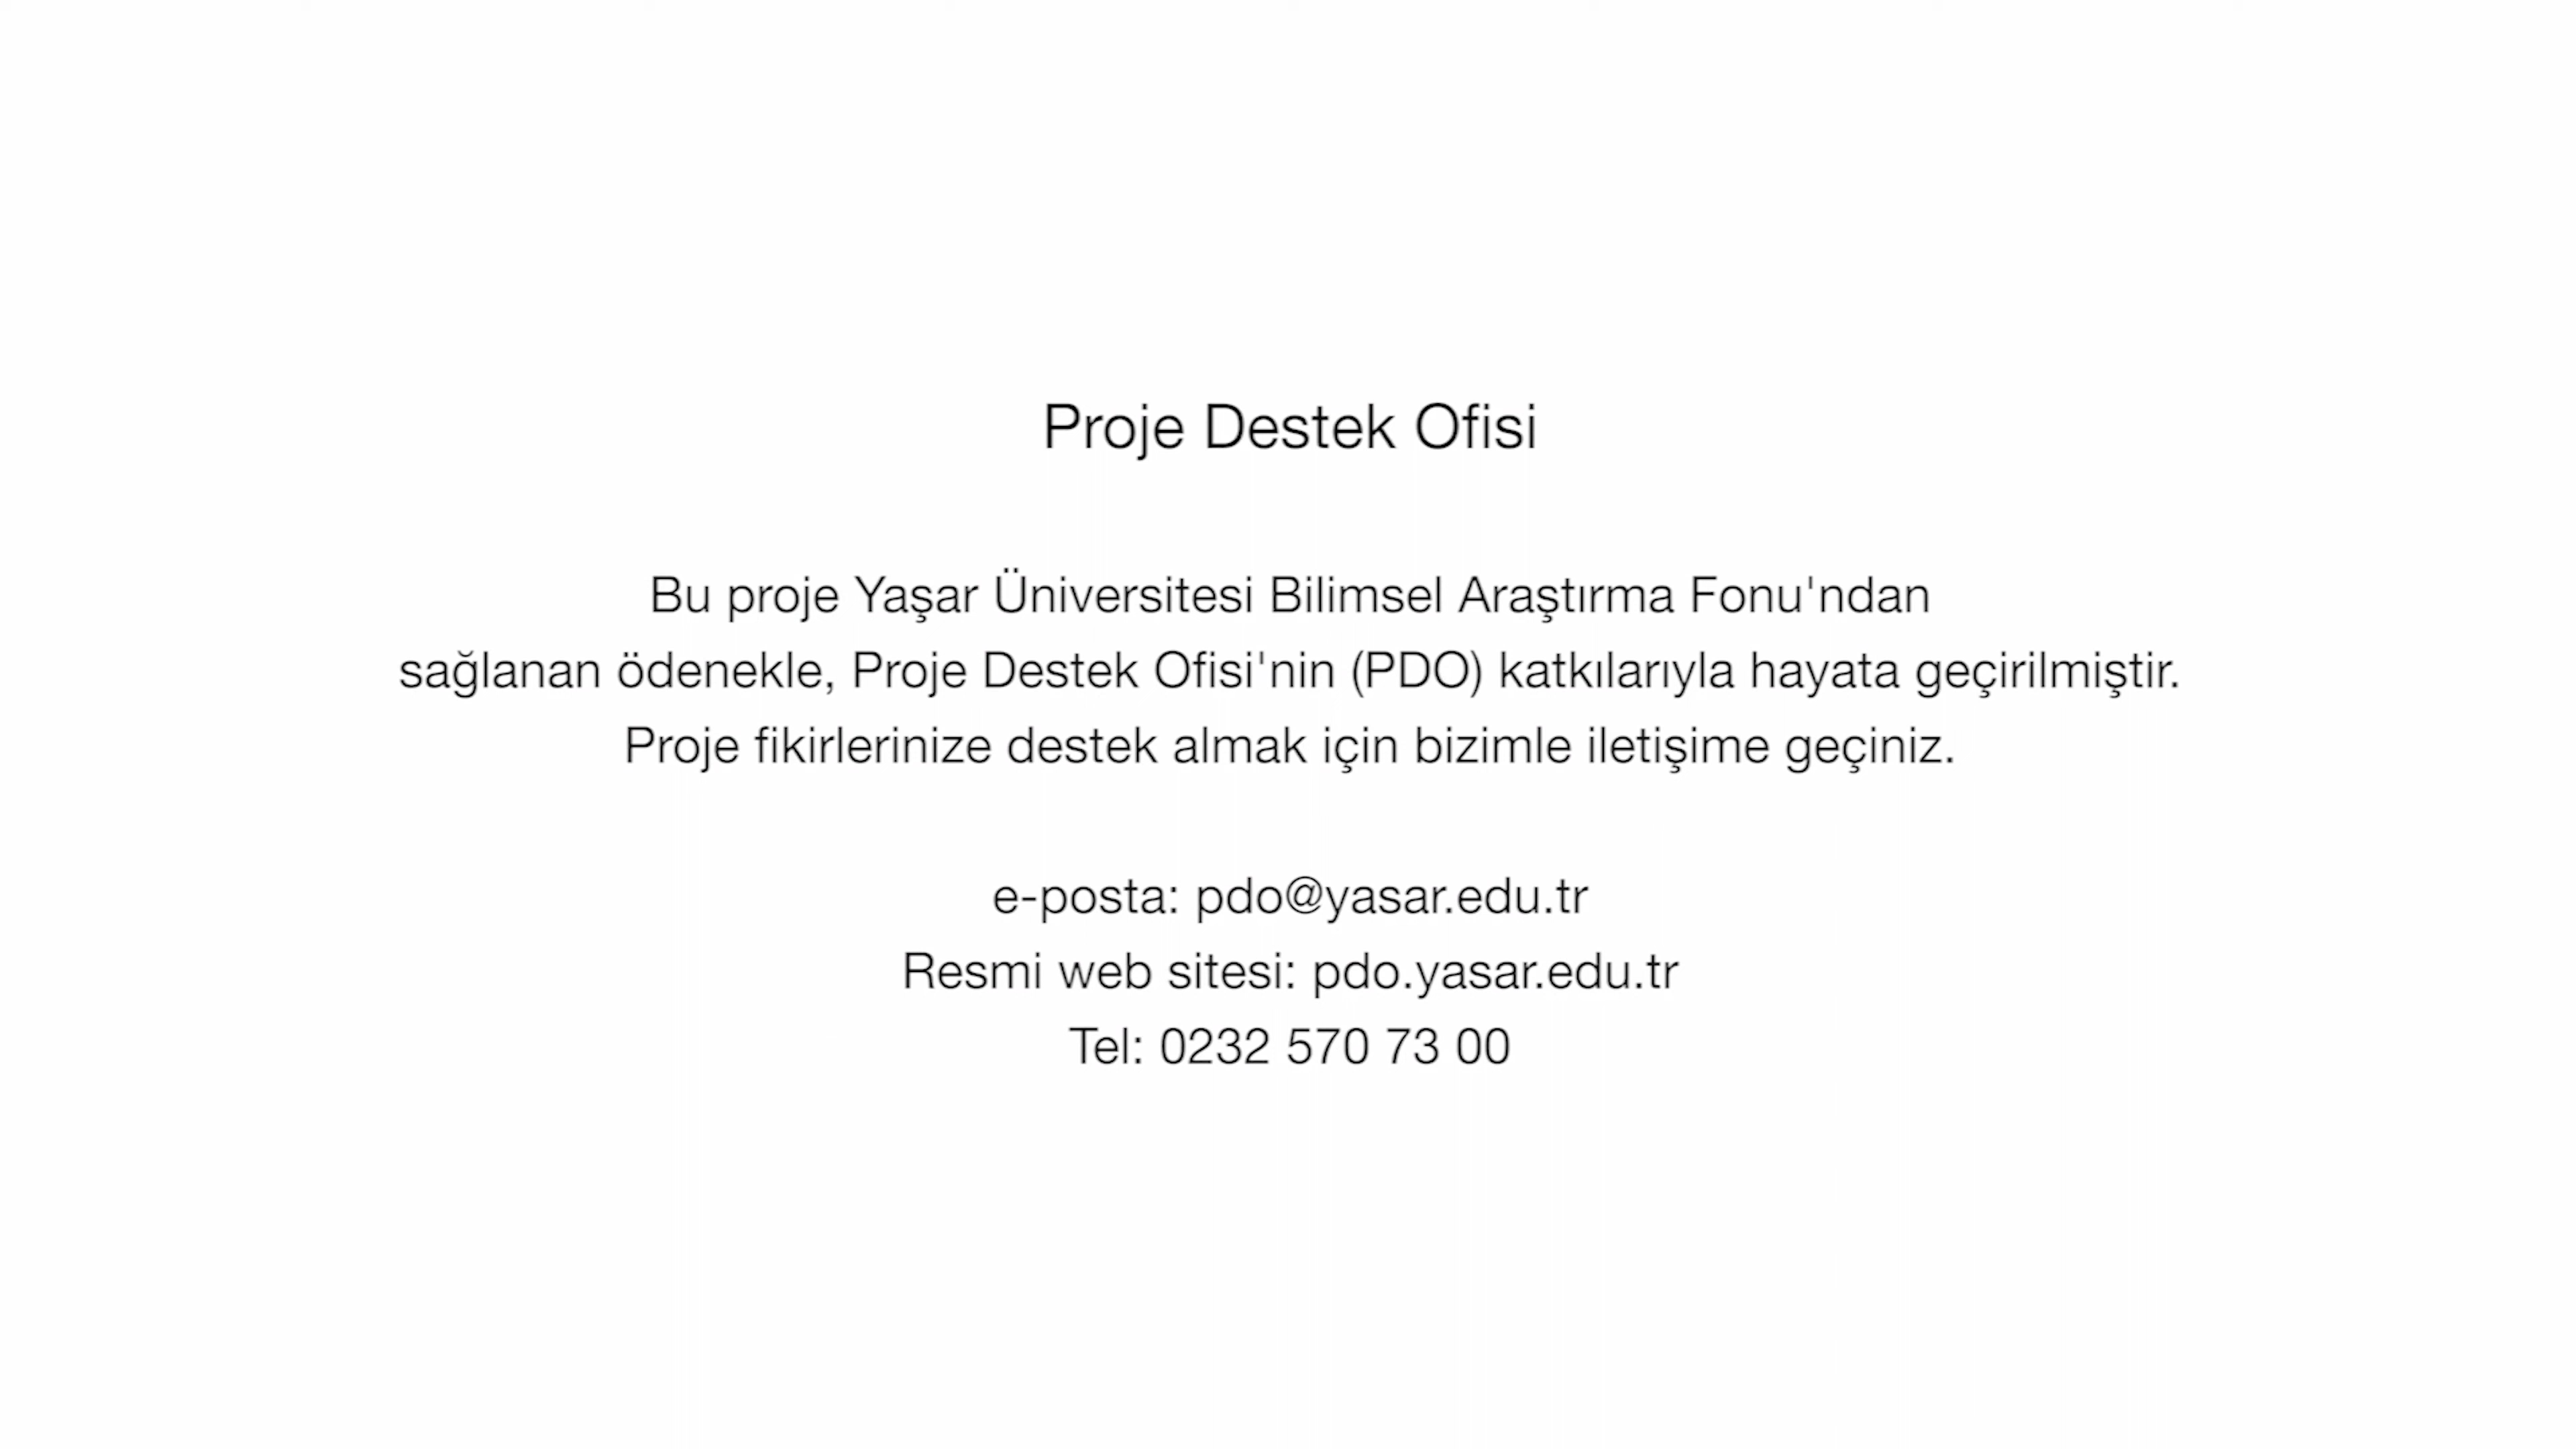 Proje Destek Ofisi
Bu proje Yaşar Üniversitesi Bilimsel Araştırma Fonu'ndan
sağlanan ödenekle, Proje Destek Ofisi'nin (PDO) katkılarıyla hayata geçirilmiştir.
Proje fikirlerinize destek almak için bizimle iletişime geçiniz.
e-posta: pdo@yasar.edu.tr
Resmi web sitesi: pdo.yasar.edu.tr
Tel: 0232 570 73 00